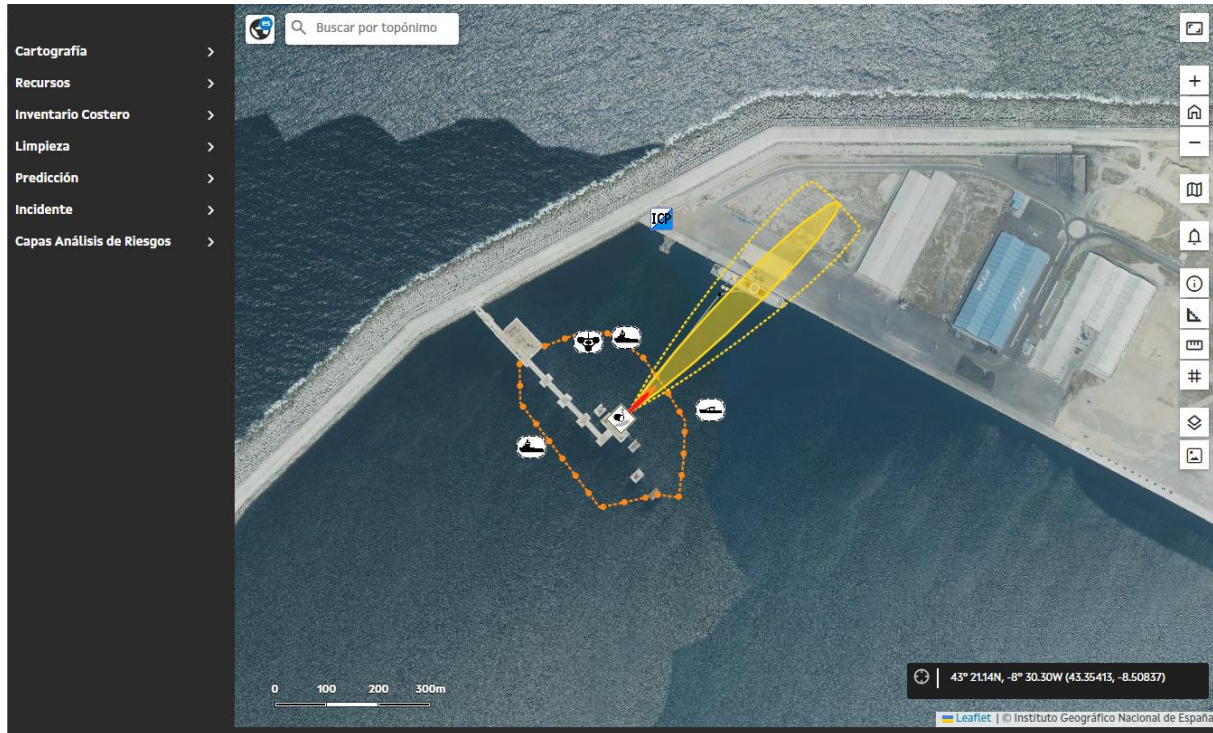 es
Buscar por topónimo
Cartografía
Recursos
Inventario Costero
Limpieza
Predicción
Incidente
Capas Análisis de Riesgos
ICP
0 100 200 300m
43° 21.14N, -8° 30.30W (43.35413, -8.50837)
Leaflet | © Instituto Geográfico Nacional de España